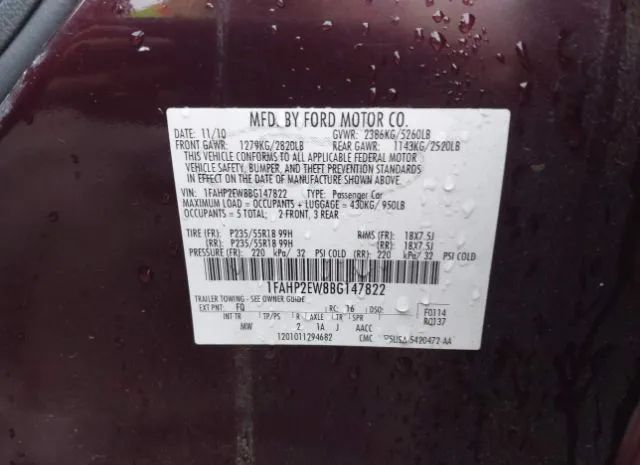 MFD. BY FORD MOTOR CO.
DATE: 11/10 GVWR: 2386KG/5260LB
FRONT GAWR: 1279KG/2820LB REAR GAWR: 1143KG/2520LB
THIS VEHICLE CONFORMS TO ALL APPLICABLE FEDERAL MOTOR
VEHICLE SAFETY, BUMPER, AND THEFT PREVENTION STANDARDS
IN EFFECT ON THE DATE OF MANUFACTURE SHOWN ABOVE.
VIN: 1FAHP2EW8BG147822 TYPE: Passenger Car
MAXIMUM LOAD = OCCUPANTS + LUGGAGE = 430KG/ 950LB
OCCUPANTS = 5 TOTAL: 2 FRONT, 3 REAR
TIRE (FR): P235/55R18 99H RIMS (FR): 18X7.5J
(RR): P235/55R18 99H (RR): 18X7.5J
PRESSURE (FR): 220 kPa/ 32 PSI COLD (RR): 220 kPa/ 32 PSI COLD
1FAHP2EW8BG147822
TRAILER TOWING - SEE OWNER GUIDE
EXT PNT: FQ RC: 16 DSO: F0114
INT TR TP/PS R AXLE TR SPR R0137
MW 2 1A J AACC
1201011294682 CMC 5420472 AA